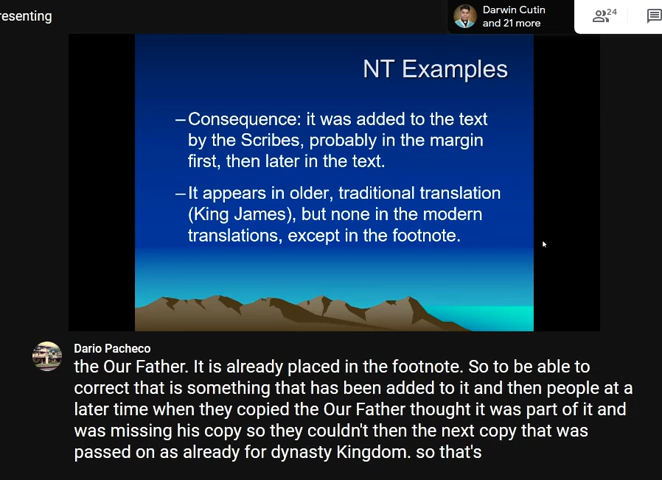 resenting
Darwin Cutin
and 21 more
24
NT Examples
–Consequence: it was added to the text
by the Scribes, probably in the margin
first, then later in the text.
–It appears in older, traditional translation
(King James), but none in the modern
translations, except in the footnote.
Dario Pacheco
the Our Father. It is already placed in the footnote. So to be able to
correct that is something that has been added to it and then people at a
later time when they copied the Our Father thought it was part of it and
was missing his copy so they couldn't then the next copy that was
passed on as already for dynasty Kingdom. so that's